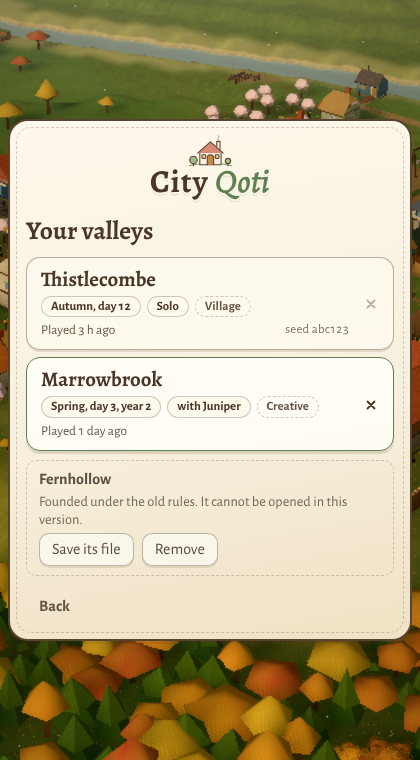 City Qoti
Your valleys
Thistlecombe
Autumn, day 12 Solo Village
Played 3 h ago seed abc123
Marrowbrook
Spring, day 3, year 2 with Juniper Creative
Played 1 day ago
Fernhollow
Founded under the old rules. It cannot be opened in this
version.
Save its file Remove
Back